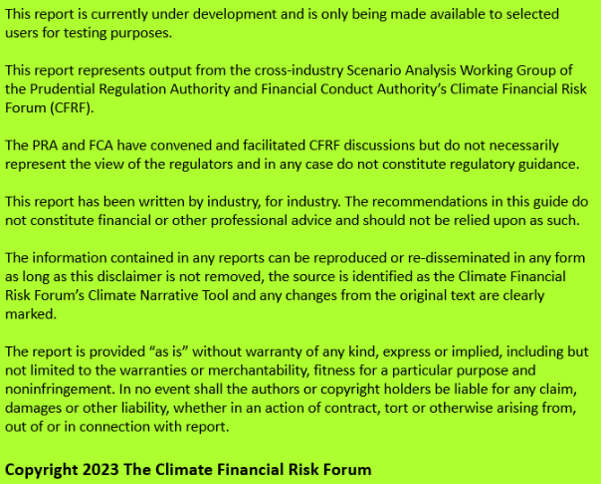 This report is currently under development and is only being made available to selected
users for testing purposes.
This report represents output from the cross-industry Scenario Analysis Working Group of
the Prudential Regulation Authority and Financial Conduct Authority's Climate Financial Risk
Forum (CFRF).
The PRA and FCA have convened and facilitated CFRF discussions but do not necessarily
represent the view of the regulators and in any case do not constitute regulatory guidance.
This report has been written by industry, for industry. The recommendations in this guide do
not constitute financial or other professional advice and should not be relied upon as such.
The information contained in any reports can be reproduced or re-disseminated in any form
as long as this disclaimer is not removed, the source is identified as the Climate Financial
Risk Forum's Climate Narrative Tool and any changes from the original text are clearly
marked.
The report is provided “as is” without warranty of any kind, express or implied, including but
not limited to the warranties or merchantability, fitness for a particular purpose and
noninfringement. In no event shall the authors or copyright holders be liable for any claim,
damages or other liability, whether in an action of contract, tort or otherwise arising from,
out of or in connection with report.
Copyright 2023 The Climate Financial Risk Forum